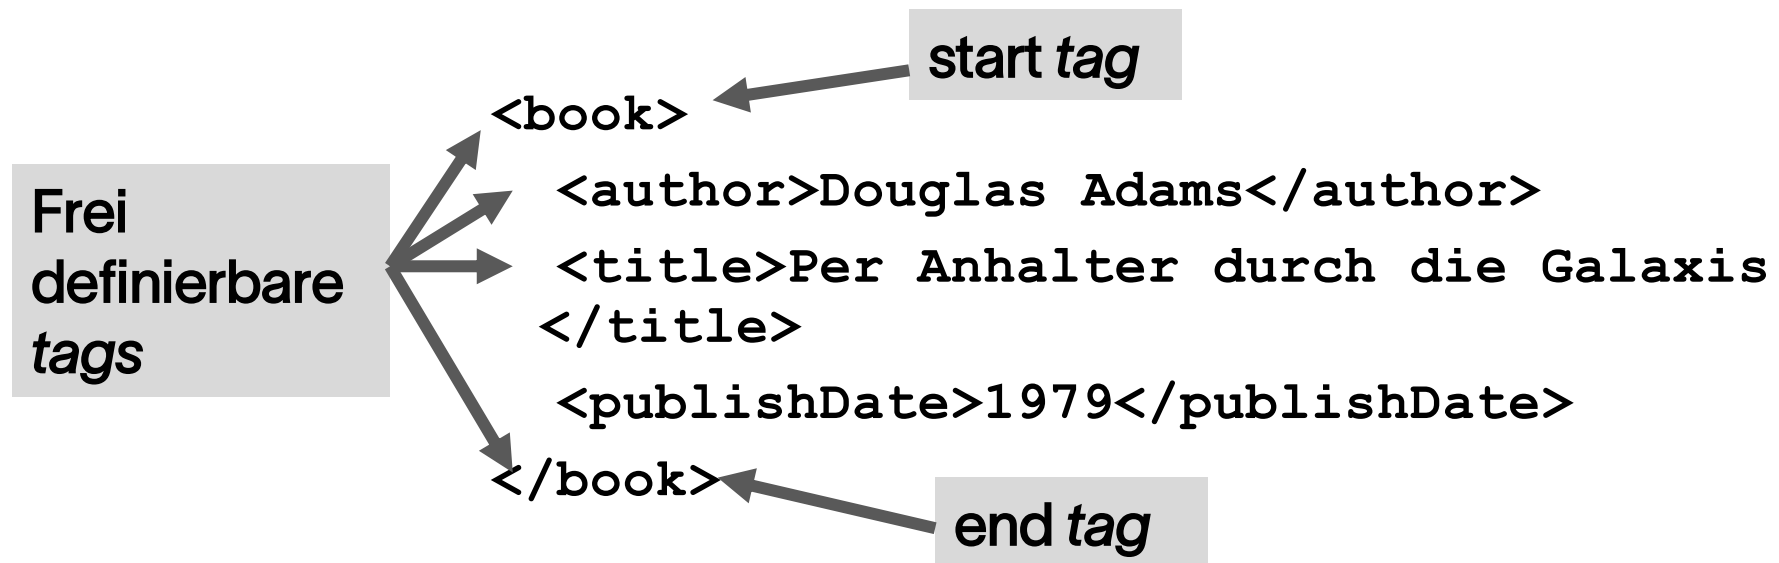 start tag
<book>
<author>Douglas Adams</author>
Frei
definierbare
tags
<title>Per Anhalter durch die Galaxis
</title>
<publishDate>1979</publishDate>
</book>
end tag